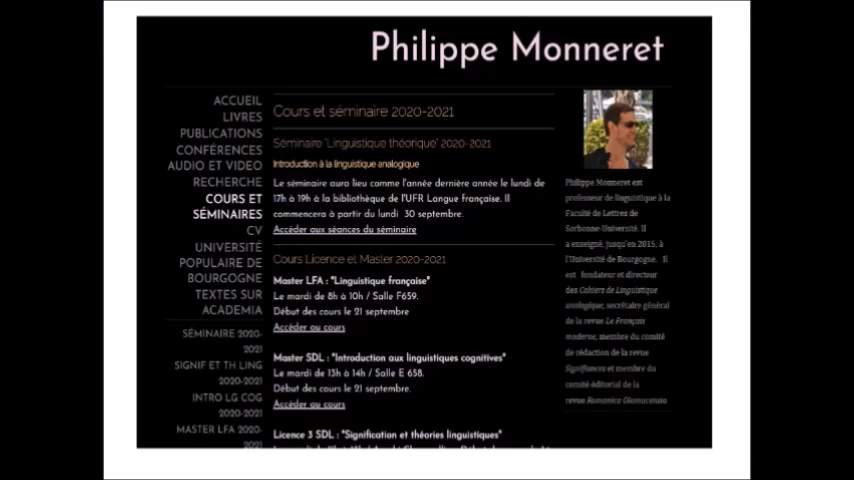 Philippe Monneret
ACCUEIL
LIVRES
PUBLICATIONS
CONFÉRENCES
AUDIO ET VIDEO
RECHERCHE
COURS ET
SÉMINAIRES
CV
UNIVERSITÉ
POPULAIRE DE
BOURGOGNE
TEXTES SUR
ACADEMIA
SÉMINAIRE 2020-
2021
SIGNIF ET TH LING
2020-2021
INTRO LG COG
2020-2021
MASTER LFA 2020-
2021
Cours et séminaire 2020-2021
Séminaire "Linguistique théorique" 2020-2021
Introduction à la linguistique analogique
Le séminaire aura lieu comme l'année dernière année le lundi de
17h à 19h à la bibliothèque de l'UFR Langue française. Il
commencera à partir du lundi 30 septembre.
Accéder aux séances du séminaire
Cours Licence et Master 2020-2021
Master LFA : "Linguistique française"
Le mardi de 8h à 10h / Salle F659.
Début des cours le 21 septembre
Accéder au cours
Master SDL : "Introduction aux linguistiques cognitives"
Le mardi de 13h à 14h / Salle E 658.
Début des cours le 21 septembre.
Accéder au cours
Licence 3 SDL : "Signification et théories linguistiques"
Philippe Monneret est
professeur de linguistique à la
Faculté de Lettres de
Sorbonne-Université. Il
a enseigné, jusqu'en 2015, à
l'Université de Bourgogne. Il
est fondateur et directeur
des Cahiers de Linguistique
analogique, secrétaire général
de la revue Le Français
moderne, membre du comité
de rédaction de la revue
Signifiances et membre du
comité éditorial de la
revue Romanica Olomucensia